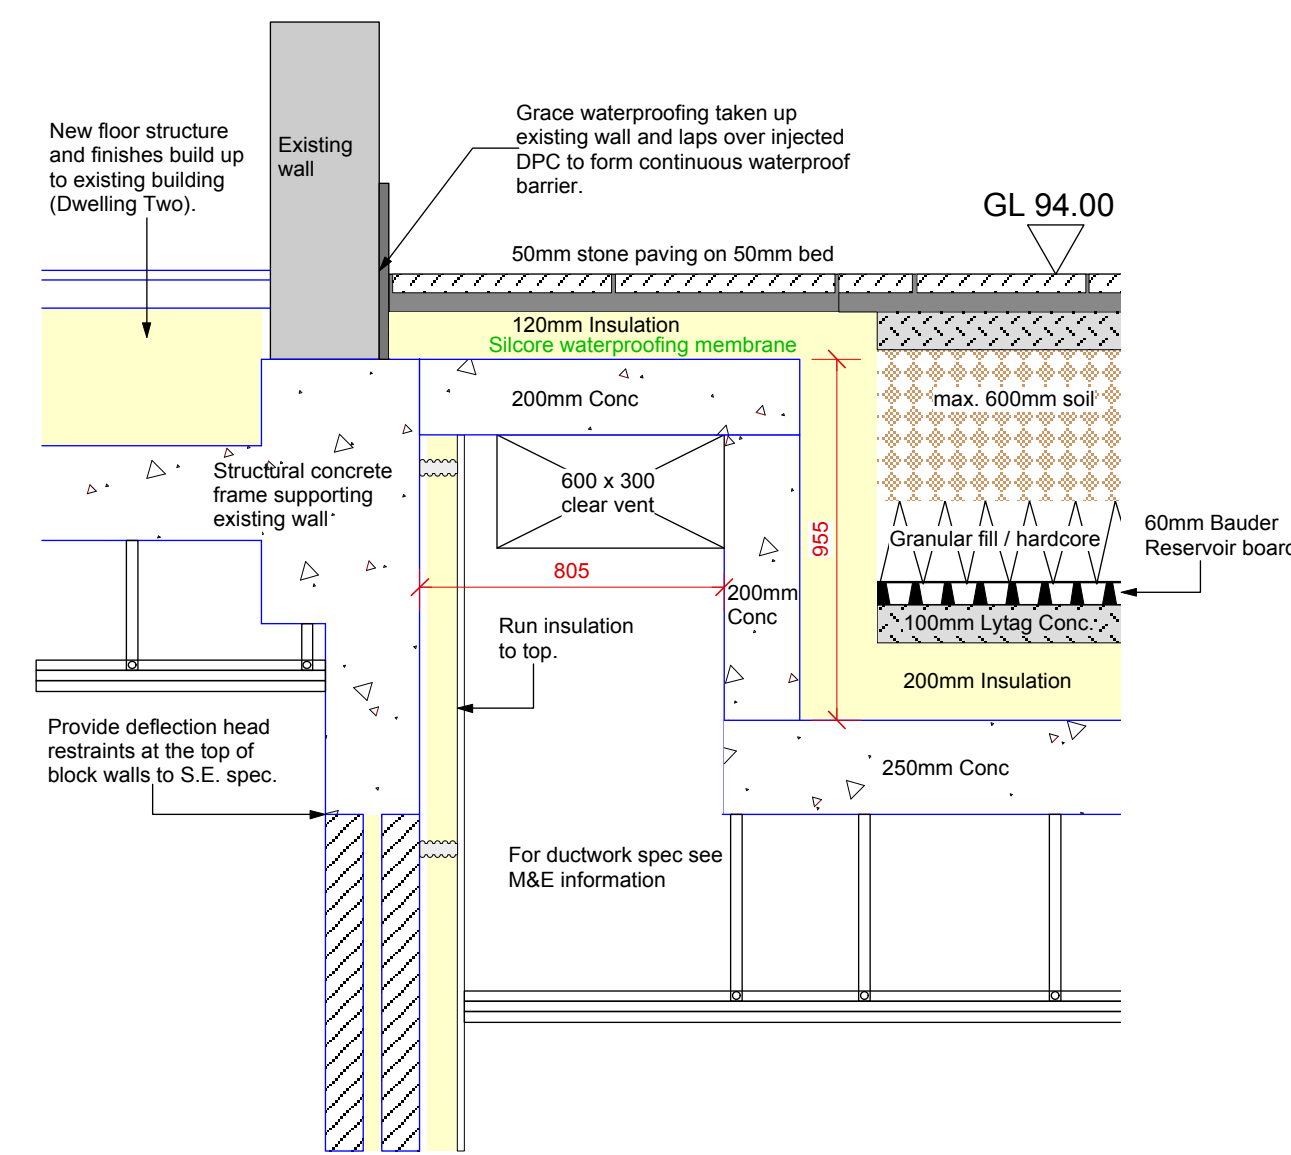 New floor structure
and finishes build up
to existing building
(Dwelling Two).
Existing
wall
Grace waterproofing taken up
existing wall and laps over injected
DPC to form continuous waterproof
barrier.
GL 94.00
50mm stone paving on 50mm bed
120mm Insulation
Silcore waterproofing membrane
200mm Conc
max. 600mm soil
Structural concrete
frame supporting
existing wall
600 x 300
clear vent
955
Granular fill / hardcore
60mm Bauder
Reservoir board
805
200mm
Conc
100mm Lytag Conc.
Run insulation
to top.
200mm Insulation
Provide deflection head
restraints at the top of
block walls to S.E. spec.
250mm Conc
For ductwork spec see
M&E information